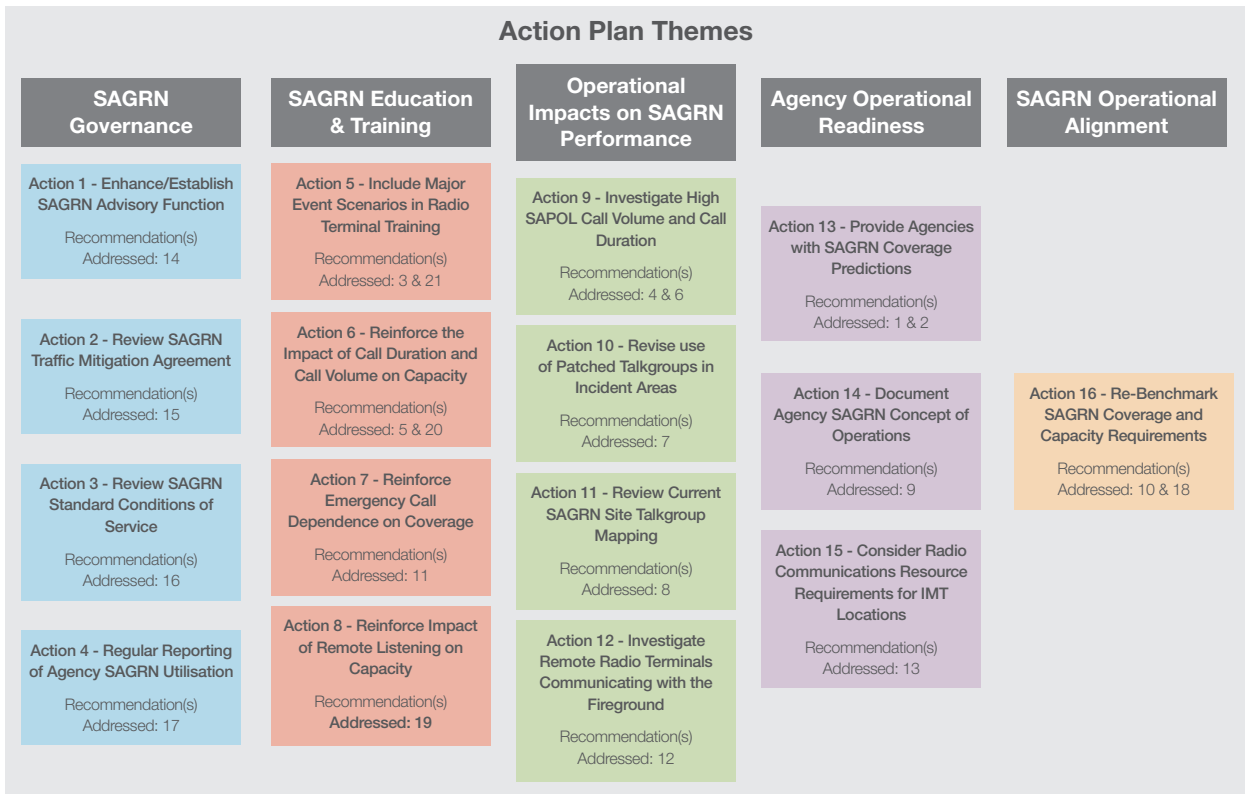 Action Plan Themes
SAGRN
Governance
Action 1 - Enhance/Establish
SAGRN Advisory Function
Recommendation(s)
Addressed: 14
Action 2 - Review SAGRN
Traffic Mitigation Agreement
Recommendation(s)
Addressed: 15
Action 3 - Review SAGRN
Standard Conditions of
Service
Recommendation(s)
Addressed: 16
Action 4 - Regular Reporting
of Agency SAGRN Utilisation
Recommendation(s)
Addressed: 17
SAGRN Education
& Training
Action 5 - Include Major
Event Scenarios in Radio
Terminal Training
Recommendation(s)
Addressed: 3 & 21
Action 6 - Reinforce the
Impact of Call Duration and
Call Volume on Capacity
Recommendation(s)
Addressed: 5 & 20
Action 7 - Reinforce
Emergency Call
Dependence on Coverage
Recommendation(s)
Addressed: 11
Action 8 - Reinforce Impact
of Remote Listening on
Capacity
Recommendation(s)
Addressed: 19
Operational
Impacts on SAGRN
Performance
Action 9 - Investigate High
SAPOL Call Volume and Call
Duration
Recommendation(s)
Addressed: 4 & 6
Action 10 - Revise use
of Patched Talkgroups in
Incident Areas
Recommendation(s)
Addressed: 7
Action 11 - Review Current
SAGRN Site Talkgroup
Mapping
Recommendation(s)
Addressed: 8
Action 12 - Investigate
Remote Radio Terminals
Communicating with the
Fireground
Recommendation(s)
Addressed: 12
Agency Operational
Readiness
Action 13 - Provide Agencies
with SAGRN Coverage
Predictions
Recommendation(s)
Addressed: 1 & 2
Action 14 - Document
Agency SAGRN Concept of
Operations
Recommendation(s)
Addressed: 9
Action 15 - Consider Radio
Communications Resource
Requirements for IMT
Locations
Recommendation(s)
Addressed: 13
SAGRN Operational
Alignment
Action 16 - Re-Benchmark
SAGRN Coverage and
Capacity Requirements
Recommendation(s)
Addressed: 10 & 18